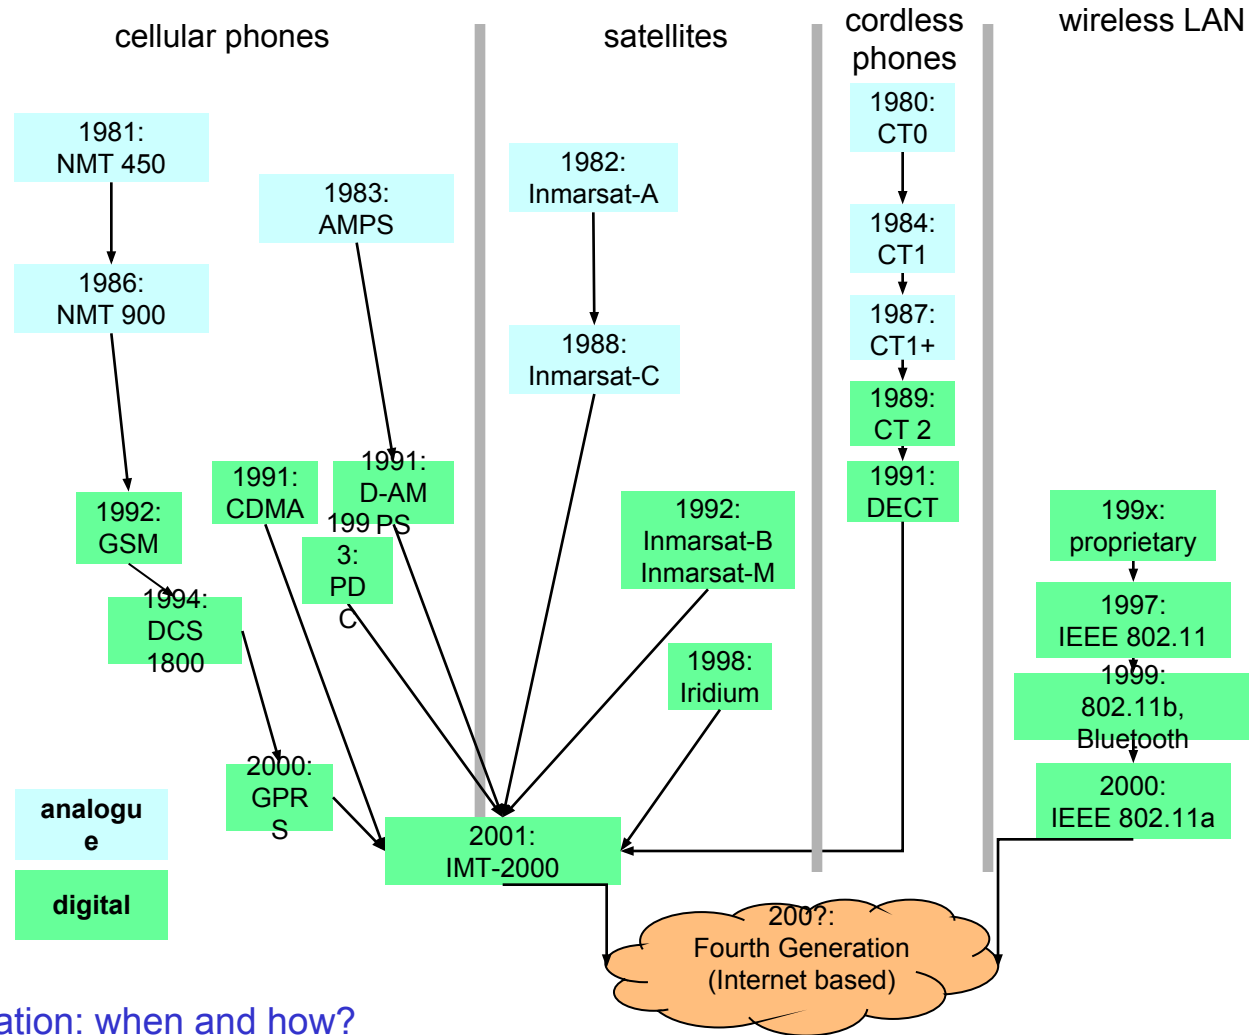 cellular phones
satellites
cordless
phones
wireless LAN
1981:
NMT 450
1986:
NMT 900
1992:
GSM
1994:
DCS
1800
2000:
GPR
S
1983:
AMPS
1991:
CDMA
1991:
D-AM
PS
199
3:
PD
C
1982:
Inmarsat-A
1988:
Inmarsat-C
1992:
Inmarsat-B
Inmarsat-M
1998:
Iridium
1980:
CT0
1984:
CT1
1987:
CT1+
1989:
CT 2
1991:
DECT
199x:
proprietary
1997:
IEEE 802.11
1999:
802.11b,
Bluetooth
2000:
IEEE 802.11a
2001:
IMT-2000
200?:
Fourth Generation
(Internet based)
analogu
e
digital
ation: when and how?